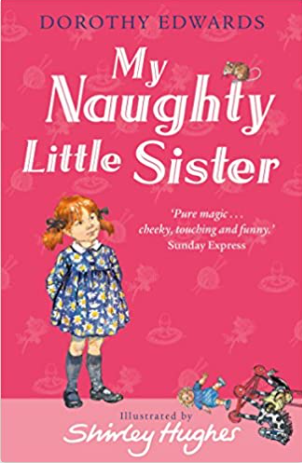 DOROTHY EDWARDS
My
Naughty
Little Sister
'Pure magic . . .
cheeky, touching and funny.'
Sunday Express
Illustrated by
Shirley Hughes